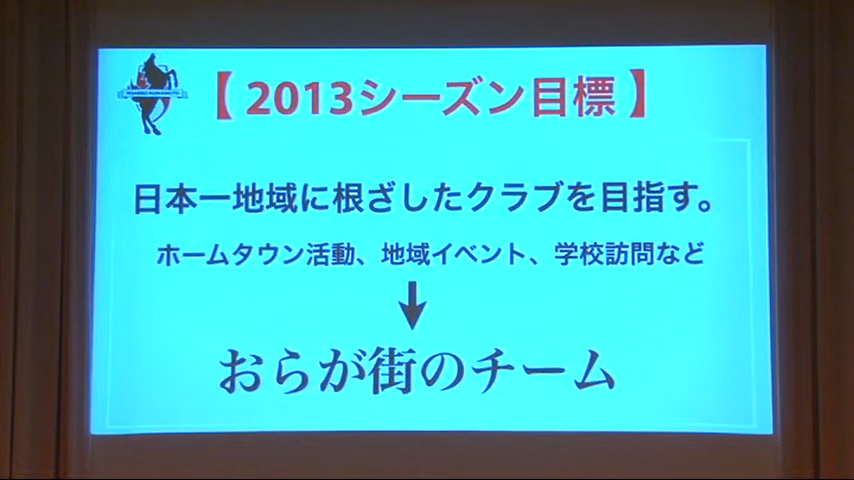 【 2013シーズン目標 】
日本一地域に根ざしたクラブを目指す。
ホームタウン活動、地域イベント、学校訪問など
おらが街のチーム